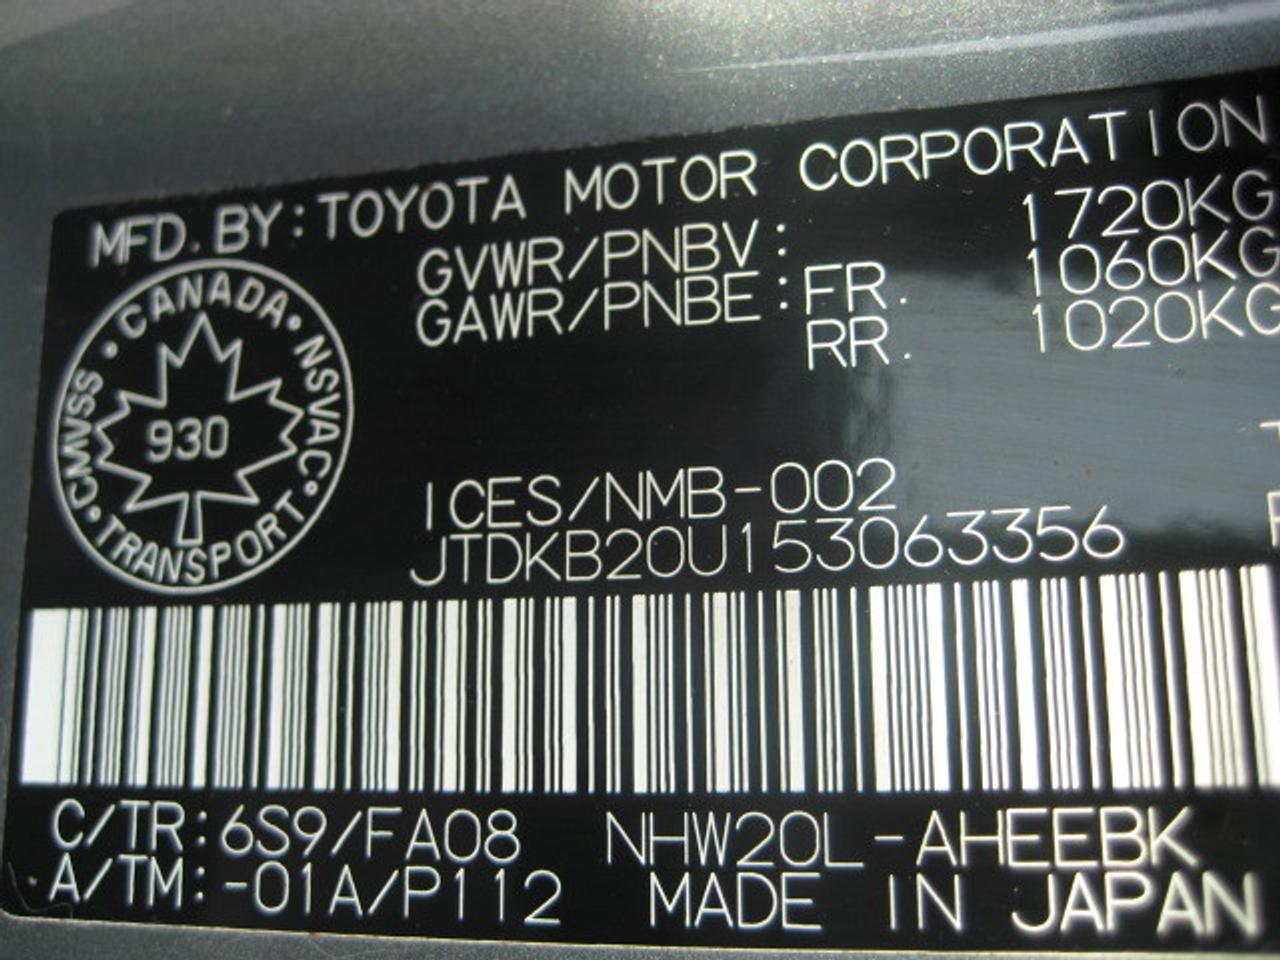 MFD. BY: TOYOTA MOTOR CORPORATION
GVWR/PNBV: 1720KG
GAWR/PNBE: FR. 1060KG
RR. 1020KG
CANADA · NSVAC · TRANSPORT · CMVSS ·
930
ICES/NMB-002
JTDKB20U153063356
C/TR: 6S9/FA08 NHW20L-AHEEBK
A/TM: -01A/P112 MADE IN JAPAN